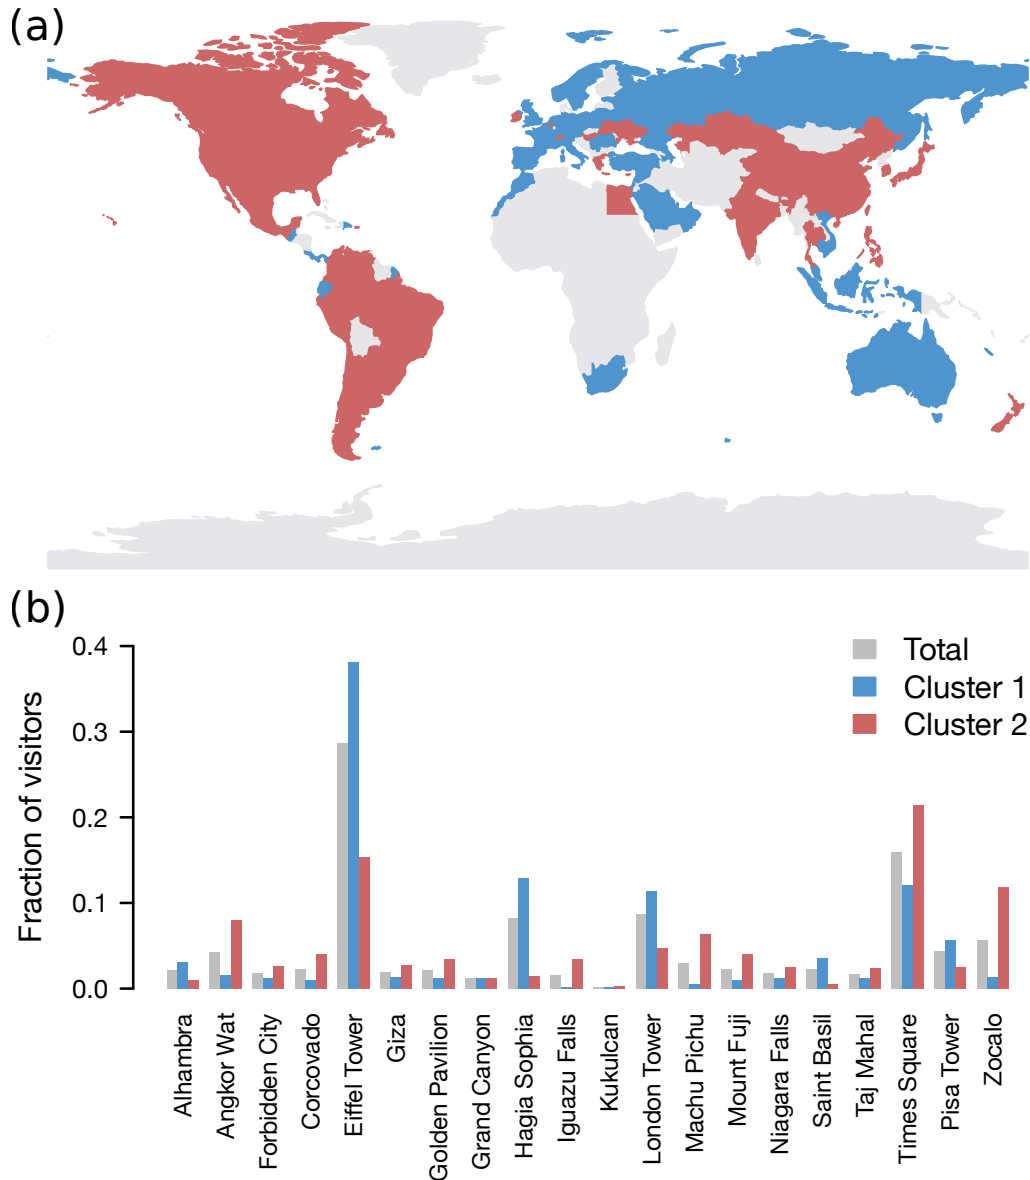 (a)
(b)
Fraction of visitors
0.4
0.3
0.2
0.1
0.0
Total
Cluster 1
Cluster 2
Alhambra
Angkor Wat
Forbidden City
Corcovado
Eiffel Tower
Giza
Golden Pavilion
Grand Canyon
Hagia Sophia
Iguazu Falls
Kukulcan
London Tower
Machu Pichu
Mount Fuji
Niagara Falls
Saint Basil
Taj Mahal
Times Square
Pisa Tower
Zocalo